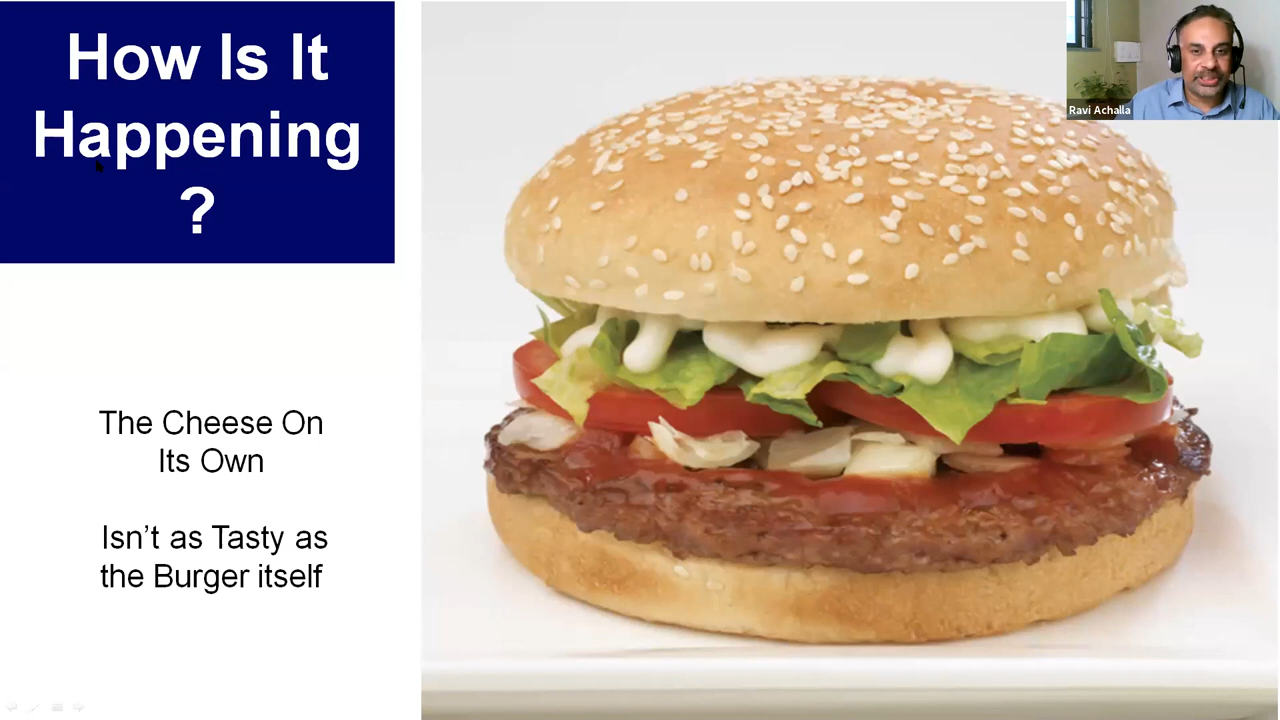 How Is It
Happening
?
Ravi Achalla
The Cheese On
Its Own
Isn’t as Tasty as
the Burger itself